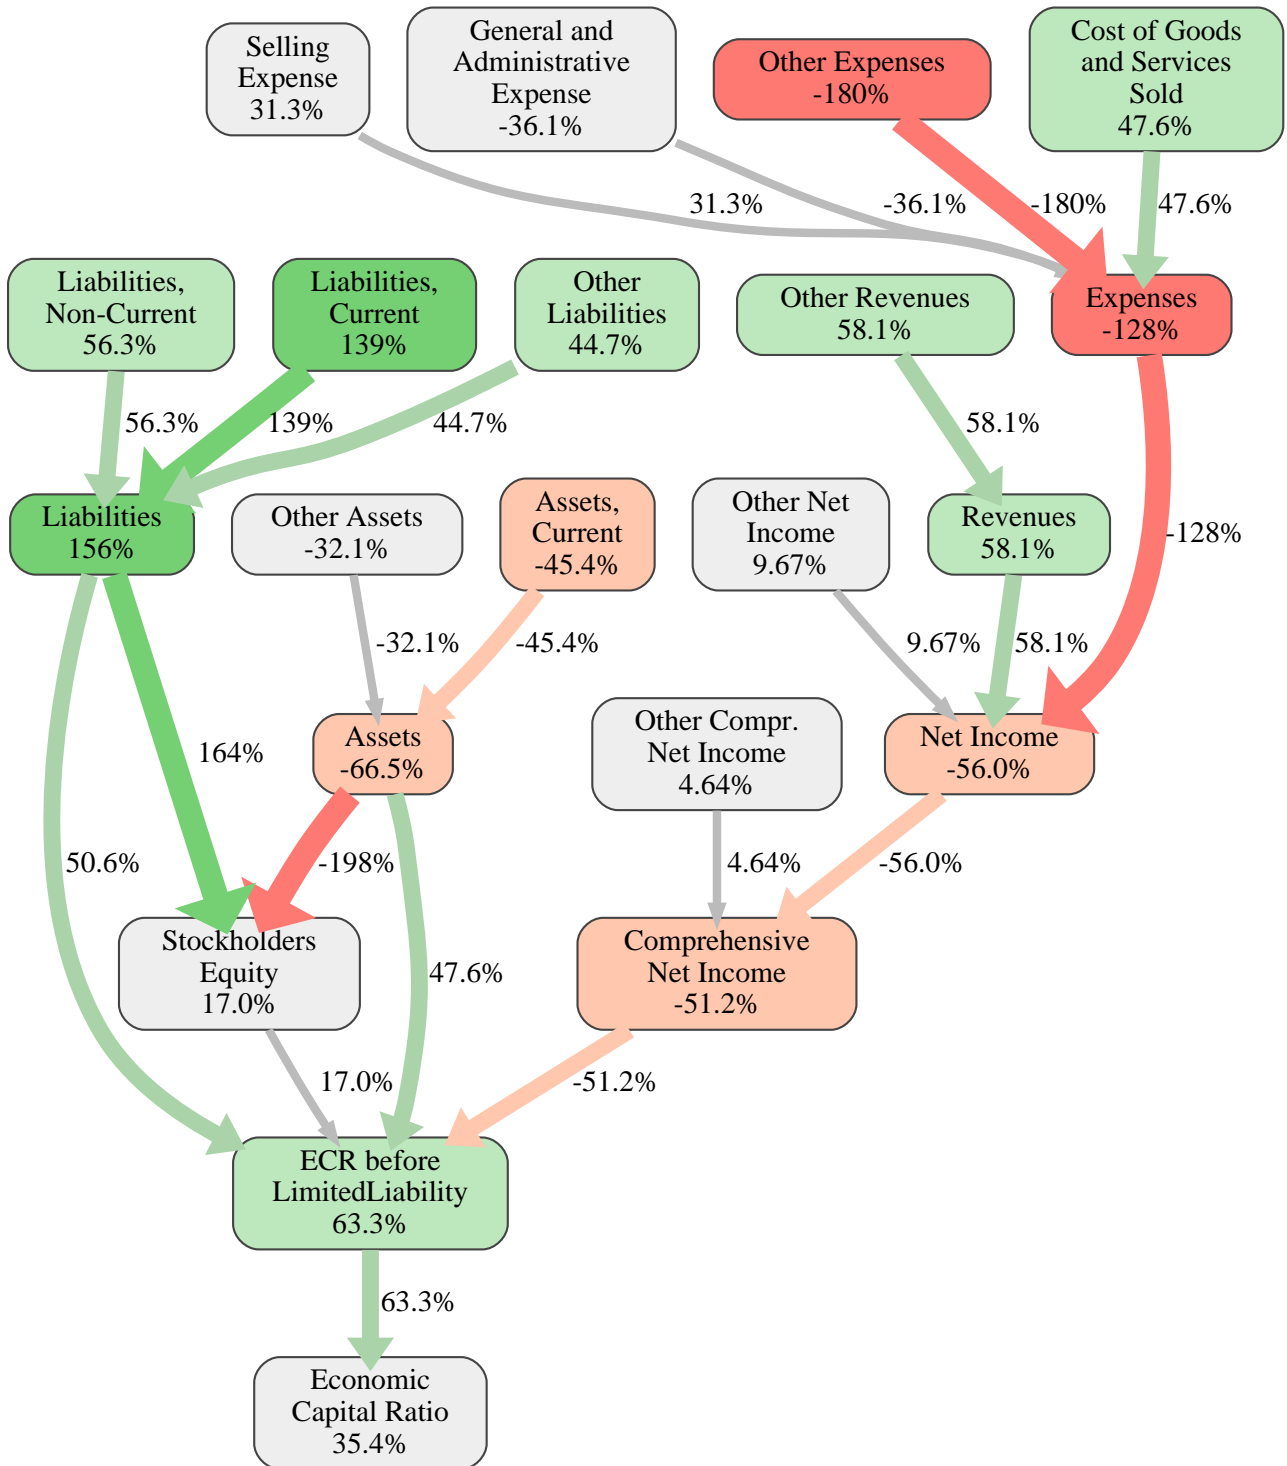 Selling
Expense
31.3%
General and
Administrative
Expense
-36.1%
Other Expenses
-180%
Cost of Goods
and Services
Sold
47.6%
31.3%
-36.1%
-180%
47.6%
Liabilities,
Non-Current
56.3%
Liabilities,
Current
139%
Other
Liabilities
44.7%
Other Revenues
58.1%
Expenses
-128%
56.3%
139%
44.7%
58.1%
-128%
Liabilities
156%
Other Assets
-32.1%
Assets,
Current
-45.4%
Other Net
Income
9.67%
Revenues
58.1%
-32.1%
-45.4%
9.67%
58.1%
164%
Assets
-66.5%
Other Compr.
Net Income
4.64%
Net Income
-56.0%
50.6%
-198%
4.64%
-56.0%
Stockholders
Equity
17.0%
47.6%
Comprehensive
Net Income
-51.2%
17.0%
-51.2%
ECR before
LimitedLiability
63.3%
63.3%
Economic
Capital Ratio
35.4%